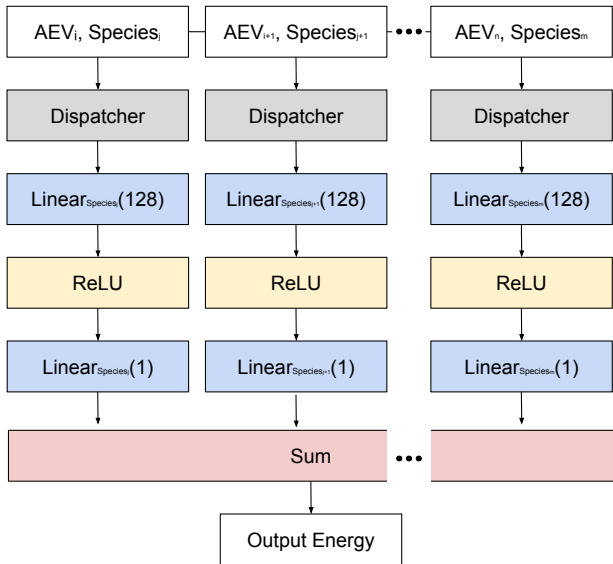 AEVi, Speciesj AEVi+1, Speciesj+1 ••• AEVn, Speciesm
Dispatcher Dispatcher Dispatcher
LinearSpeciesj(128) LinearSpeciesj+1(128) LinearSpeciesm(128)
ReLU ReLU ReLU
LinearSpeciesj(1) LinearSpeciesj+1(1) LinearSpeciesm(1)
Sum •••
Output Energy